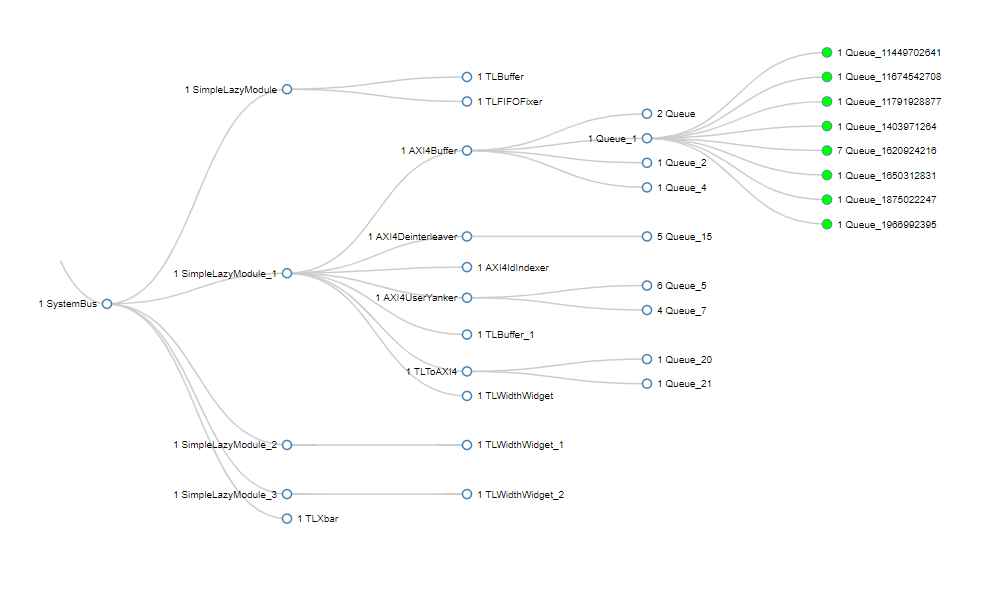 1 Queue_11449702641
1 TLBuffer
1 Queue_11674542708
1 SimpleLazyModule
1 TLFIFOFixer
1 Queue_11791928877
2 Queue
1 Queue_1403971264
1 Queue_1
1 AXI4Buffer
7 Queue_1620924216
1 Queue_2
1 Queue_1650312831
1 Queue_4
1 Queue_1875022247
1 Queue_1966992395
1 AXI4Deinterleaver
5 Queue_15
1 AXI4IdIndexer
1 SimpleLazyModule_1
6 Queue_5
1 AXI4UserYanker
1 SystemBus
4 Queue_7
1 TLBuffer_1
1 Queue_20
1 TLToAXI4
1 Queue_21
1 TLWidthWidget
1 SimpleLazyModule_2
1 TLWidthWidget_1
1 SimpleLazyModule_3
1 TLWidthWidget_2
1 TLXbar